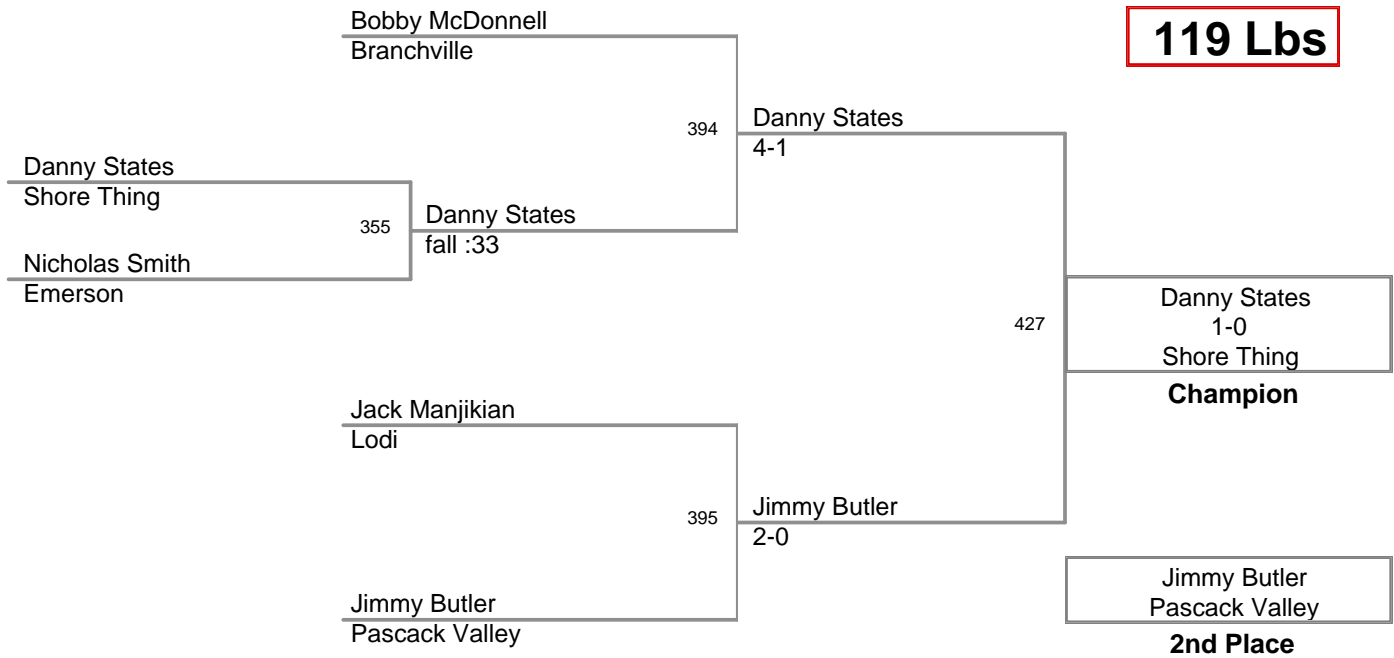 Bobby McDonnell
Branchville
119 Lbs
394
Danny States
4-1
Danny States
Shore Thing
355
Danny States
fall :33
Nicholas Smith
Emerson
427
Danny States
1-0
Shore Thing
Champion
Jack Manjikian
Lodi
395
Jimmy Butler
2-0
Jimmy Butler
Pascack Valley
Jimmy Butler
Pascack Valley
2nd Place